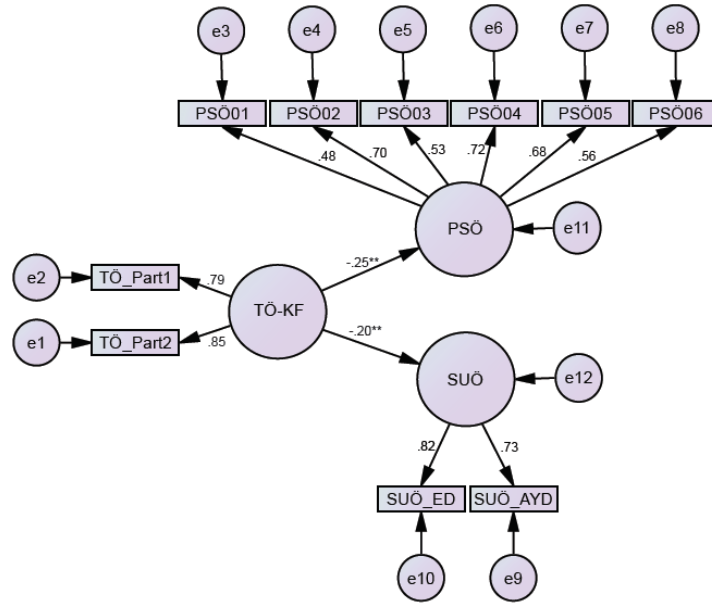 e3 e4 e5 e6 e7 e8
PSÖ01 PSÖ02 PSÖ03 PSÖ04 PSÖ05 PSÖ06
.48 .70 .53 .72 .68 .56
PSÖ e11
-.25**
e2 TÖ_Part1 .79
TÖ-KF
e1 TÖ_Part2 .85
-.20**
SUÖ e12
.82 .73
SUÖ_ED SUÖ_AYD
e10 e9